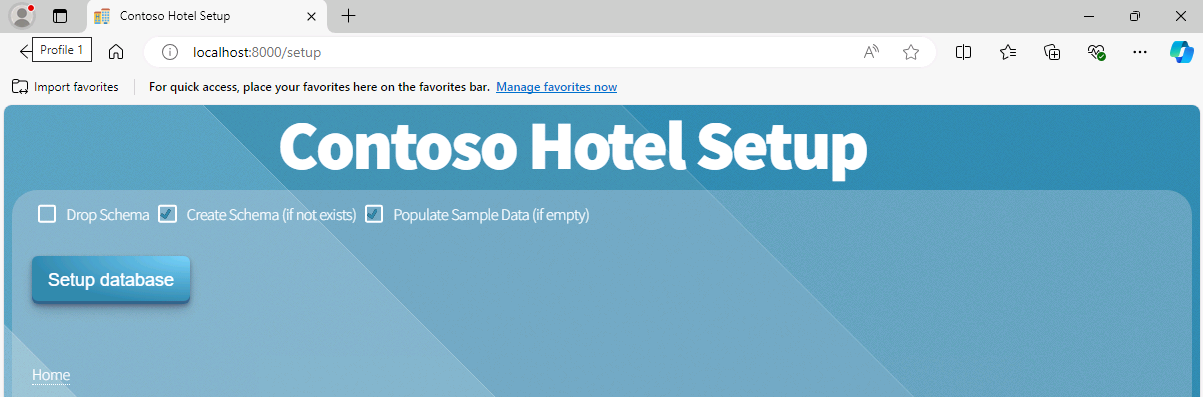 Contoso Hotel Setup
Profile 1
localhost:8000/setup
Import favorites
For quick access, place your favorites here on the favorites bar. Manage favorites now
Contoso Hotel Setup
Drop Schema Create Schema (if not exists) Populate Sample Data (if empty)
Setup database
Home